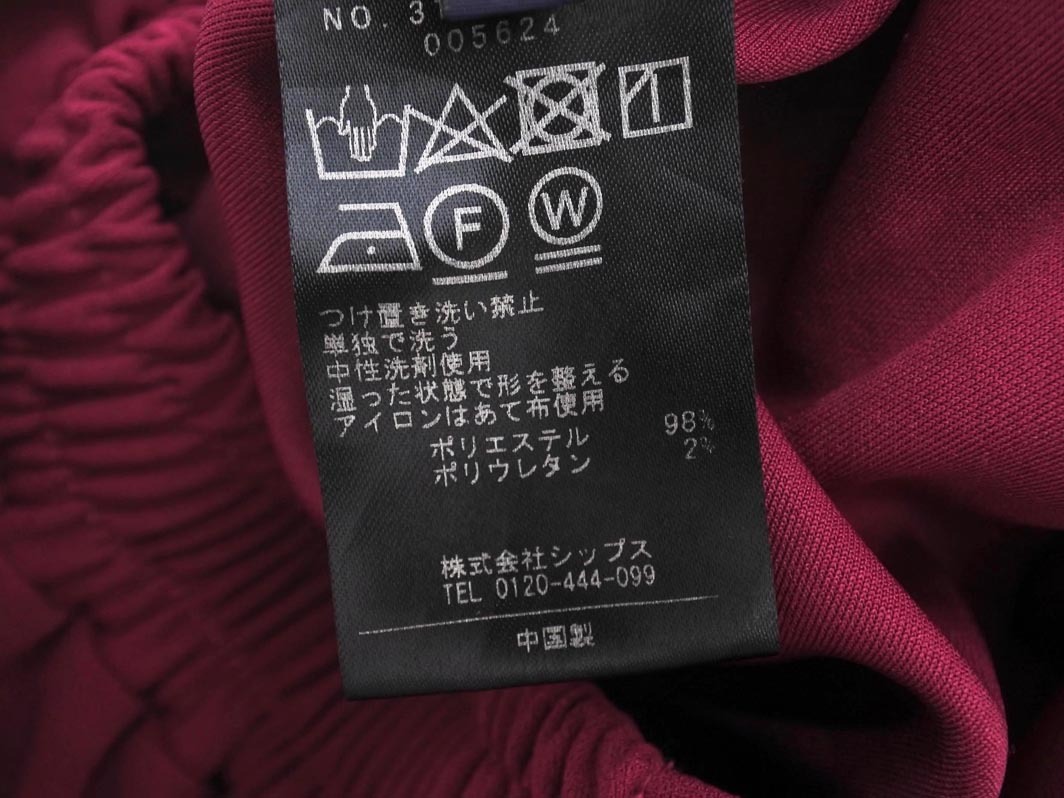 NO. 3
005624
F
W
つけ置き洗い禁止
単独で洗う
中性洗剤使用
湿った状態で形を整える
アイロンはあて布使用
ポリエステル 98%
ポリウレタン 2%
株式会社シップス
TEL 0120-444-099
中国製